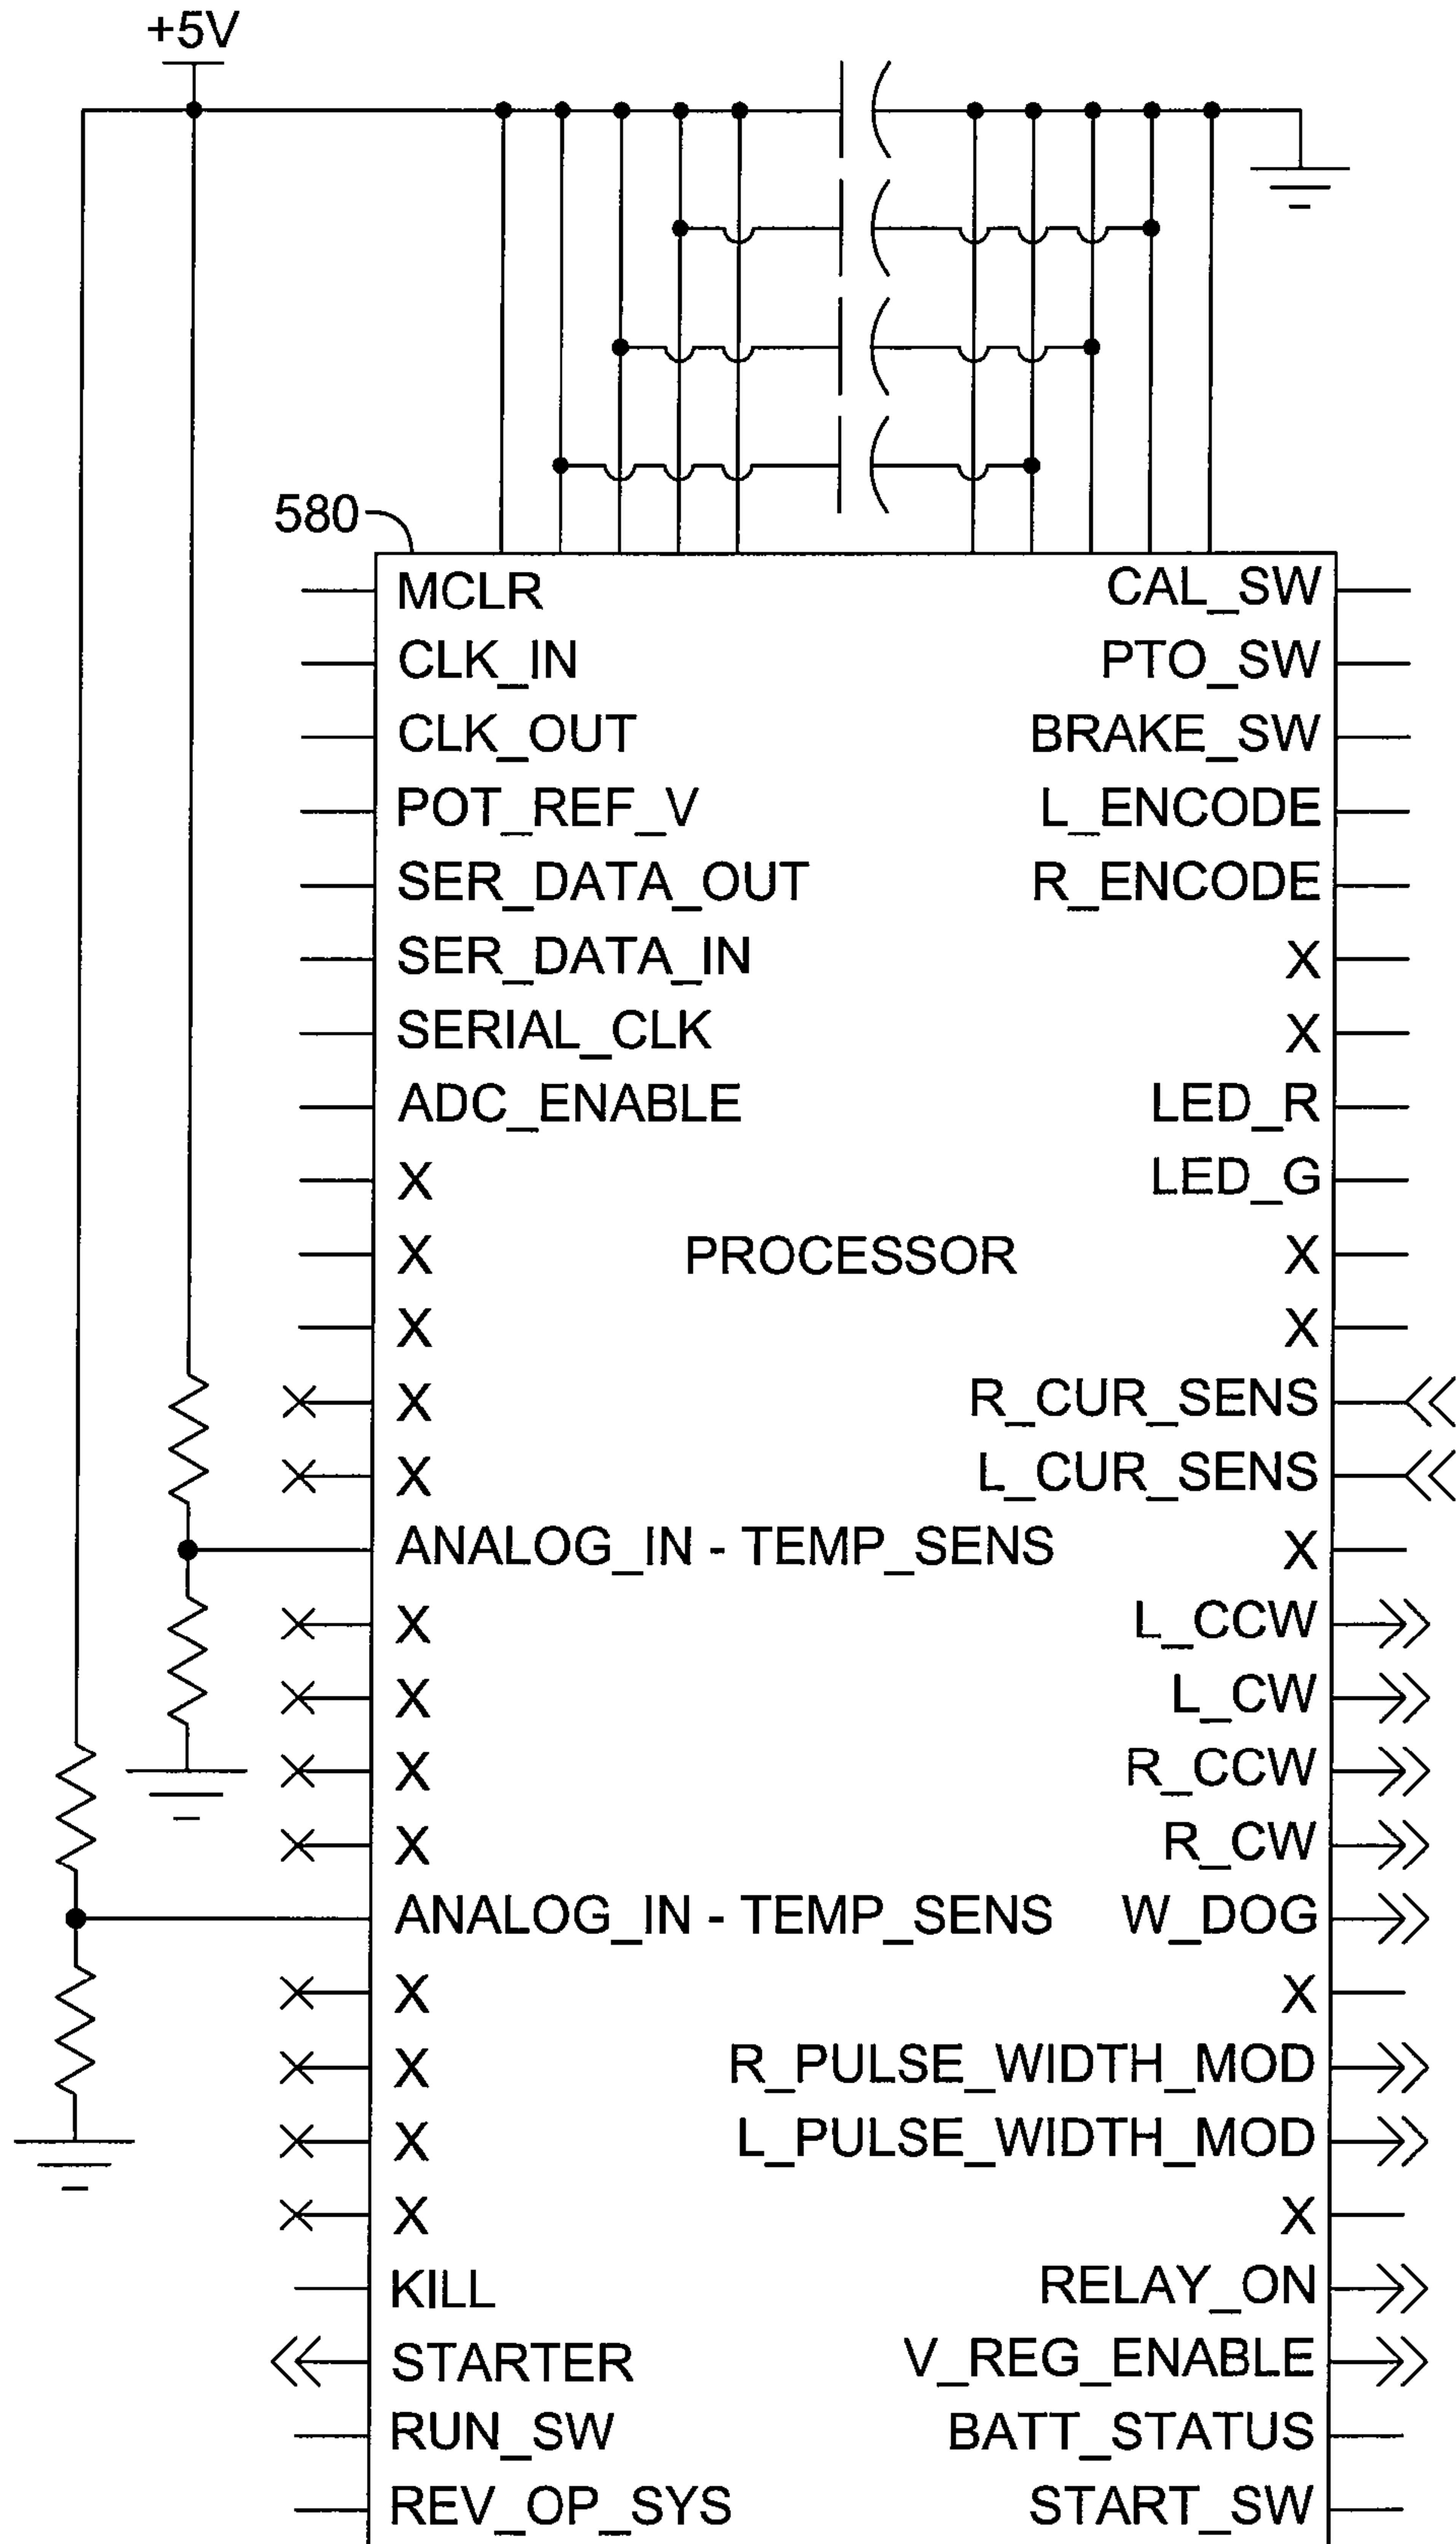 +5V
580
MCLR CAL_SW
CLK_IN PTO_SW
CLK_OUT BRAKE_SW
POT_REF_V L_ENCODE
SER_DATA_OUT R_ENCODE
SER_DATA_IN X
SERIAL_CLK X
ADC_ENABLE LED_R
X LED_G
X PROCESSOR X
X X
X R_CUR_SENS
X L_CUR_SENS
ANALOG_IN - TEMP_SENS X
X L_CCW
X L_CW
X R_CCW
X R_CW
ANALOG_IN - TEMP_SENS W_DOG
X X
X R_PULSE_WIDTH_MOD
X L_PULSE_WIDTH_MOD
X X
KILL RELAY_ON
STARTER V_REG_ENABLE
RUN_SW BATT_STATUS
REV_OP_SYS START_SW